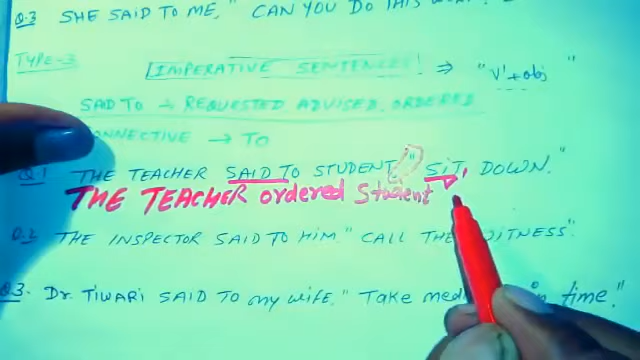 Q.3 SHE SAID TO ME, " CAN YOU DO THIS
TYPE-3
IMPERATIVE SENTENCES! ⇒ "V¹+obj"
SAID TO → REQUESTED ADVISED, ORDERED
CONNECTIVE → TO
Q.1 THE TEACHER SAID TO STUDENT, " SiT, DOWN."
THE TEACHER ordered Student
Q.2 THE INSPECTOR SAID TO HIM." CALL THE WITNESS".
Q3. Dr. TIWARI SAID TO my WIFE." Take in time."